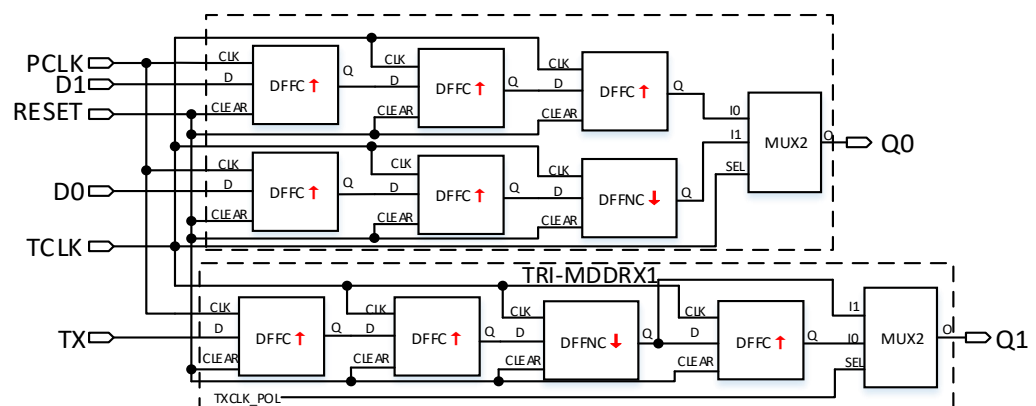 PCLK
D1
RESET
D0
TCLK
TX
CLK
D
CLEAR
DFFC
Q
CLK
D
CLEAR
DFFC
Q
CLK
D
CLEAR
DFFC
Q
CLK
D
CLEAR
DFFC
Q
CLK
D
CLEAR
DFFC
Q
CLK
D
CLEAR
DFFNC
Q
I0
I1
SEL
MUX2
O
Q0
TRI-MDDRX1
CLK
D
CLEAR
DFFC
Q
CLK
D
CLEAR
DFFC
Q
CLK
D
CLEAR
DFFNC
Q
CLK
D
CLEAR
DFFC
Q
I1
I0
SEL
MUX2
O
Q1
TXCLK_POL